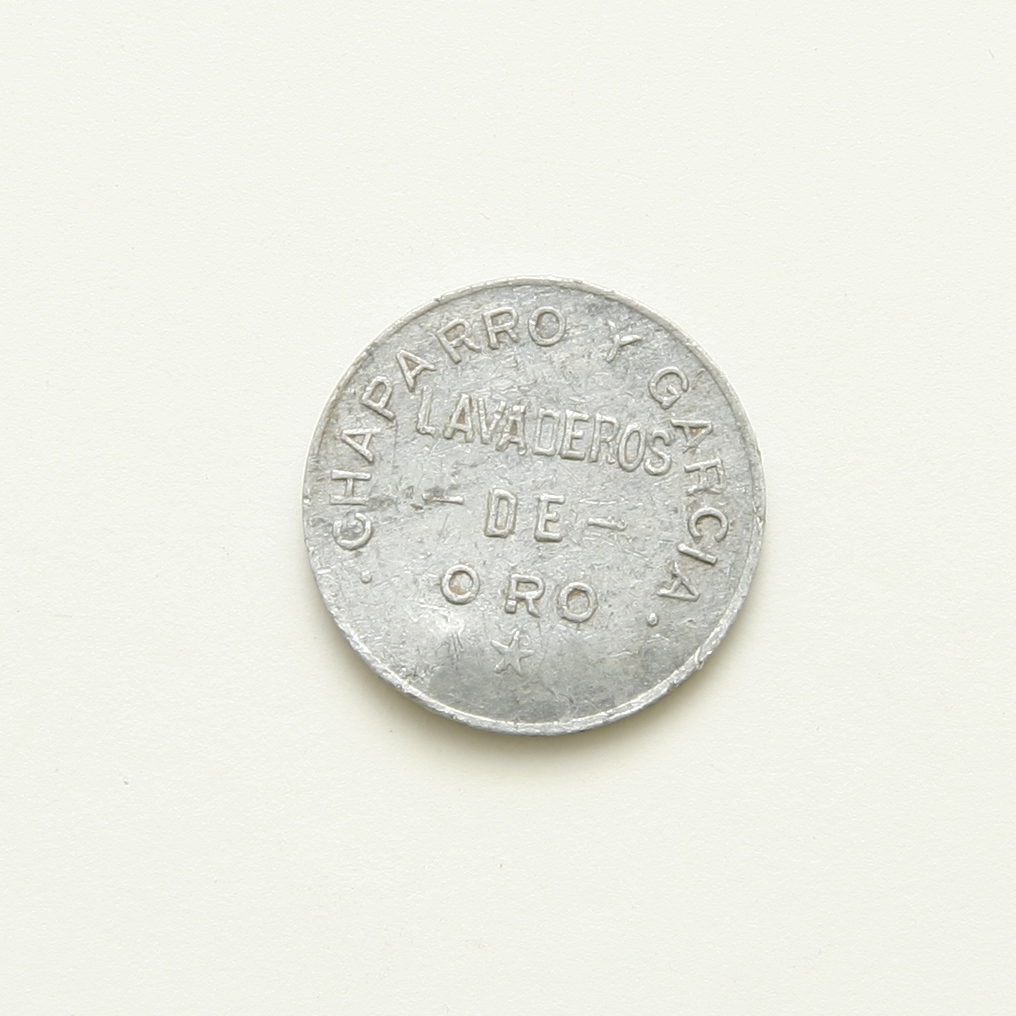 · CHAPARRO Y GARCIA ·
LAVADEROS
- DE -
ORO